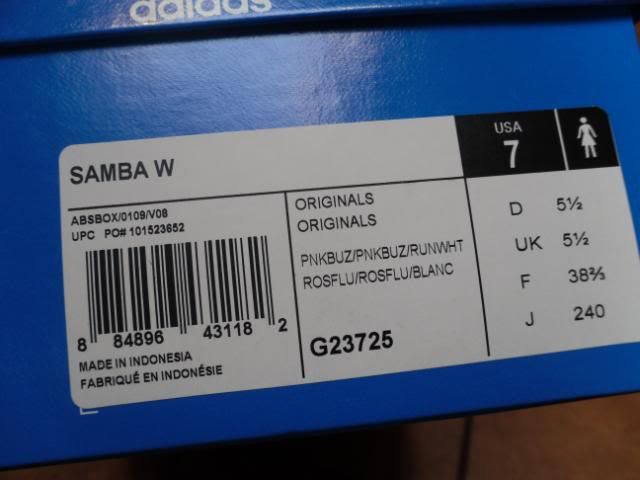 adidas
SAMBA W
USA
7
ABSBOX/0109/V08
UPC PO# 101523652
8 84896 43118 2
MADE IN INDONESIA
FABRIQUÉ EN INDONÉSIE
ORIGINALS
ORIGINALS
PNKBUZ/PNKBUZ/RUNWHT
ROSFLU/ROSFLU/BLANC
G23725
D 5½
UK 5½
F 38⅔
J 240